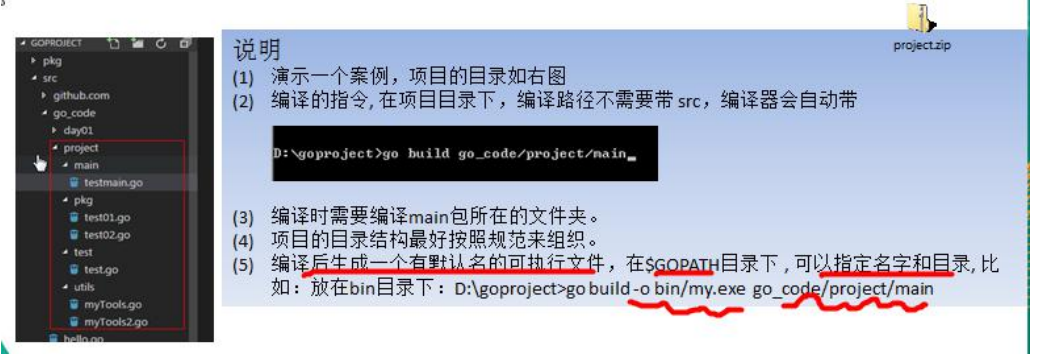 project.zip
GOPROJECT
pkg
src
github.com
go_code
day01
project
main
testmain.go
pkg
test01.go
test02.go
test
test.go
utils
myTools.go
myTools2.go
hello.go
说明
(1) 演示一个案例，项目的目录如右图
(2) 编译的指令,在项目目录下，编译路径不需要带 src，编译器会自动带
D:\goproject>go build go_code/project/main_
(3) 编译时需要编译main包所在的文件夹。
(4) 项目的目录结构最好按照规范来组织。
(5) 编译后生成一个有默认名的可执行文件，在$GOPATH目录下 , 可以指定名字和目录, 比
如：放在bin目录下：D:\goproject>go build -o bin/my.exe go_code/project/main